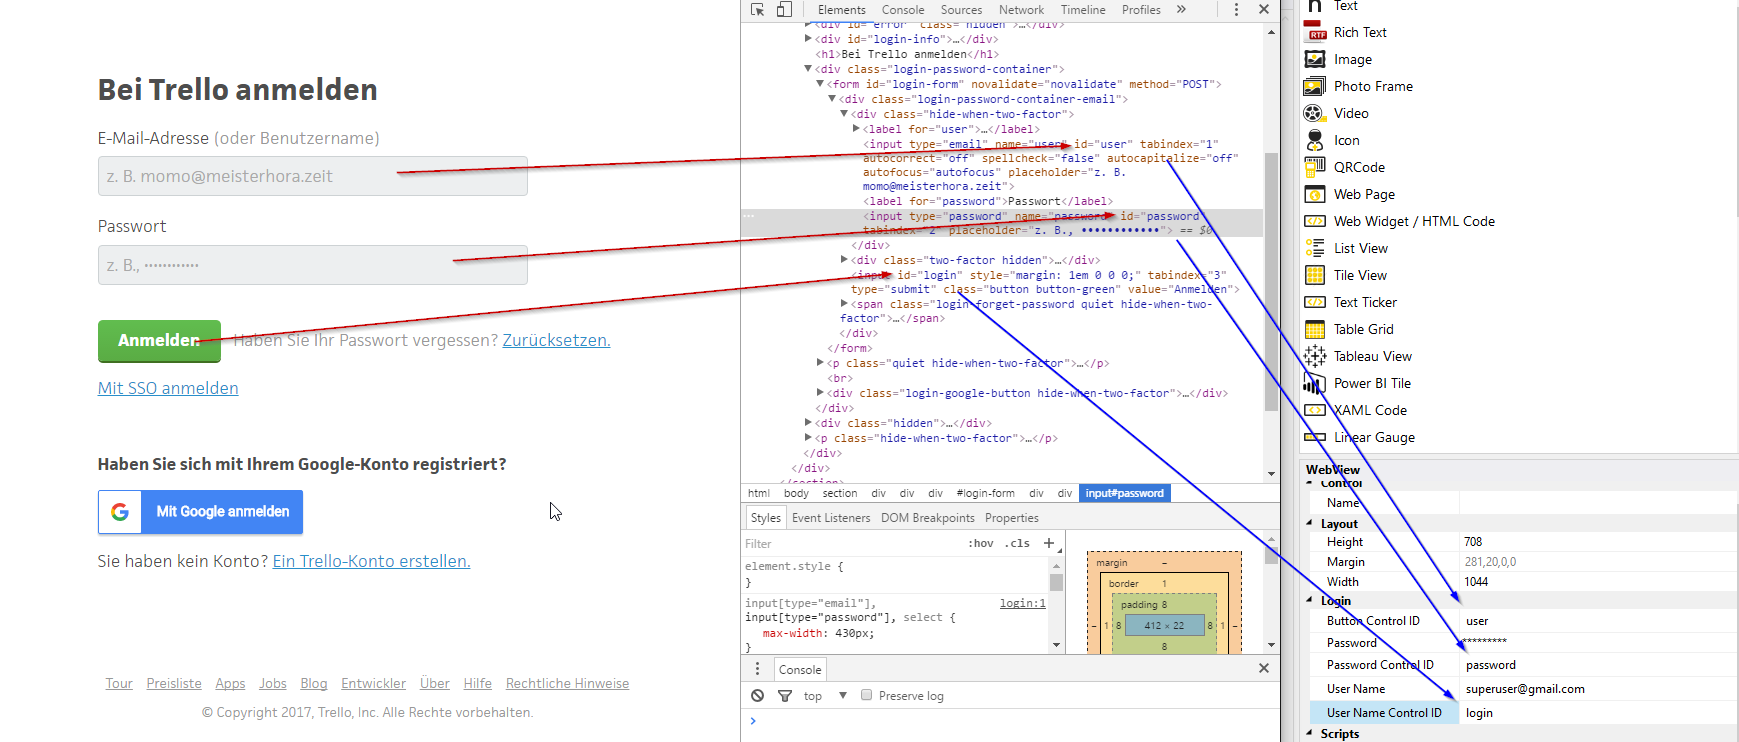 Bei Trello anmelden
E-Mail-Adresse (oder Benutzername)
z. B. momo@meisterhora.zeit
Passwort
z. B., ••••••••••••
Anmelden
Haben Sie Ihr Passwort vergessen? Zurücksetzen.
Mit SSO anmelden
Haben Sie sich mit Ihrem Google-Konto registriert?
Mit Google anmelden
Sie haben kein Konto? Ein Trello-Konto erstellen.
Tour Preisliste Apps Jobs Blog Entwickler Über Hilfe Rechtliche Hinweise
© Copyright 2017, Trello, Inc. Alle Rechte vorbehalten.
Elements Console Sources Network Timeline Profiles »
<div id="error" class="hidden">…</div>
<div id="login-info">…</div>
<h1>Bei Trello anmelden</h1>
<div class="login-password-container">
<form id="login-form" novalidate="novalidate" method="POST">
<div class="login-password-container-email">
<div class="hide-when-two-factor">
<label for="user">…</label>
<input type="email" name="user" id="user" tabindex="1"
autocorrect="off" spellcheck="false" autocapitalize="off"
autofocus="autofocus" placeholder="z. B.
momo@meisterhora.zeit">
<label for="password">Passwort</label>
<input type="password" name="password" id="password"
tabindex="2" placeholder="z. B., ••••••••••••"> == $0
</div>
<div class="two-factor hidden">…</div>
<input id="login" style="margin: 1em 0 0 0;" tabindex="3"
type="submit" class="button button-green" value="Anmelden">
<span class="login-forget-password quiet hide-when-two-
factor">…</span>
</div>
</form>
<p class="quiet hide-when-two-factor">…</p>
<br>
<div class="login-google-button hide-when-two-factor">…</div>
</div>
<div class="hidden">…</div>
<p class="hide-when-two-factor">…</p>
</div>
</div>
</section>
html body section div div div #login-form div div input#password
Styles Event Listeners DOM Breakpoints Properties
Filter :hov .cls +
element.style {
}
input[type="email"], login:1
input[type="password"], select {
max-width: 430px;
}
margin –
border 1
padding 8
– 1 8 412 × 22 8 1 –
8
Console
top Preserve log
Text
RTF Rich Text
Image
Photo Frame
Video
Icon
QRCode
Web Page
Web Widget / HTML Code
List View
Tile View
Text Ticker
Table Grid
Tableau View
Power BI Tile
XAML Code
Linear Gauge
WebView
Control
Name
Layout
Height 708
Margin 281,20,0,0
Width 1044
Login
Button Control ID user
Password *********
Password Control ID password
User Name superuser@gmail.com
User Name Control ID login
Scripts